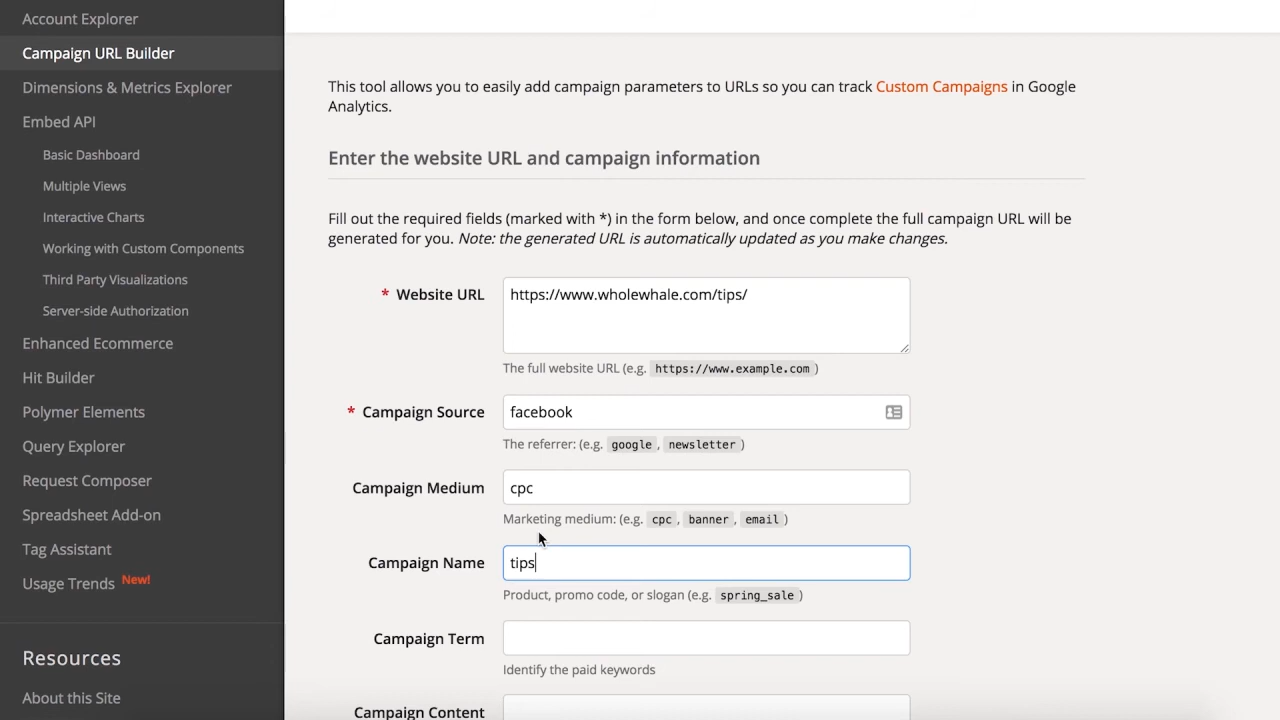 Account Explorer
Campaign URL Builder
Dimensions & Metrics Explorer
Embed API
Basic Dashboard
Multiple Views
Interactive Charts
Working with Custom Components
Third Party Visualizations
Server-side Authorization
Enhanced Ecommerce
Hit Builder
Polymer Elements
Query Explorer
Request Composer
Spreadsheet Add-on
Tag Assistant
Usage Trends New!
Resources
About this Site
This tool allows you to easily add campaign parameters to URLs so you can track Custom Campaigns in Google
Analytics.
Enter the website URL and campaign information
Fill out the required fields (marked with *) in the form below, and once complete the full campaign URL will be
generated for you. Note: the generated URL is automatically updated as you make changes.
* Website URL https://www.wholewhale.com/tips/
The full website URL (e.g. https://www.example.com )
* Campaign Source facebook
The referrer: (e.g. google , newsletter )
Campaign Medium cpc
Marketing medium: (e.g. cpc , banner , email )
Campaign Name tips
Product, promo code, or slogan (e.g. spring_sale )
Campaign Term
Identify the paid keywords
Campaign Content